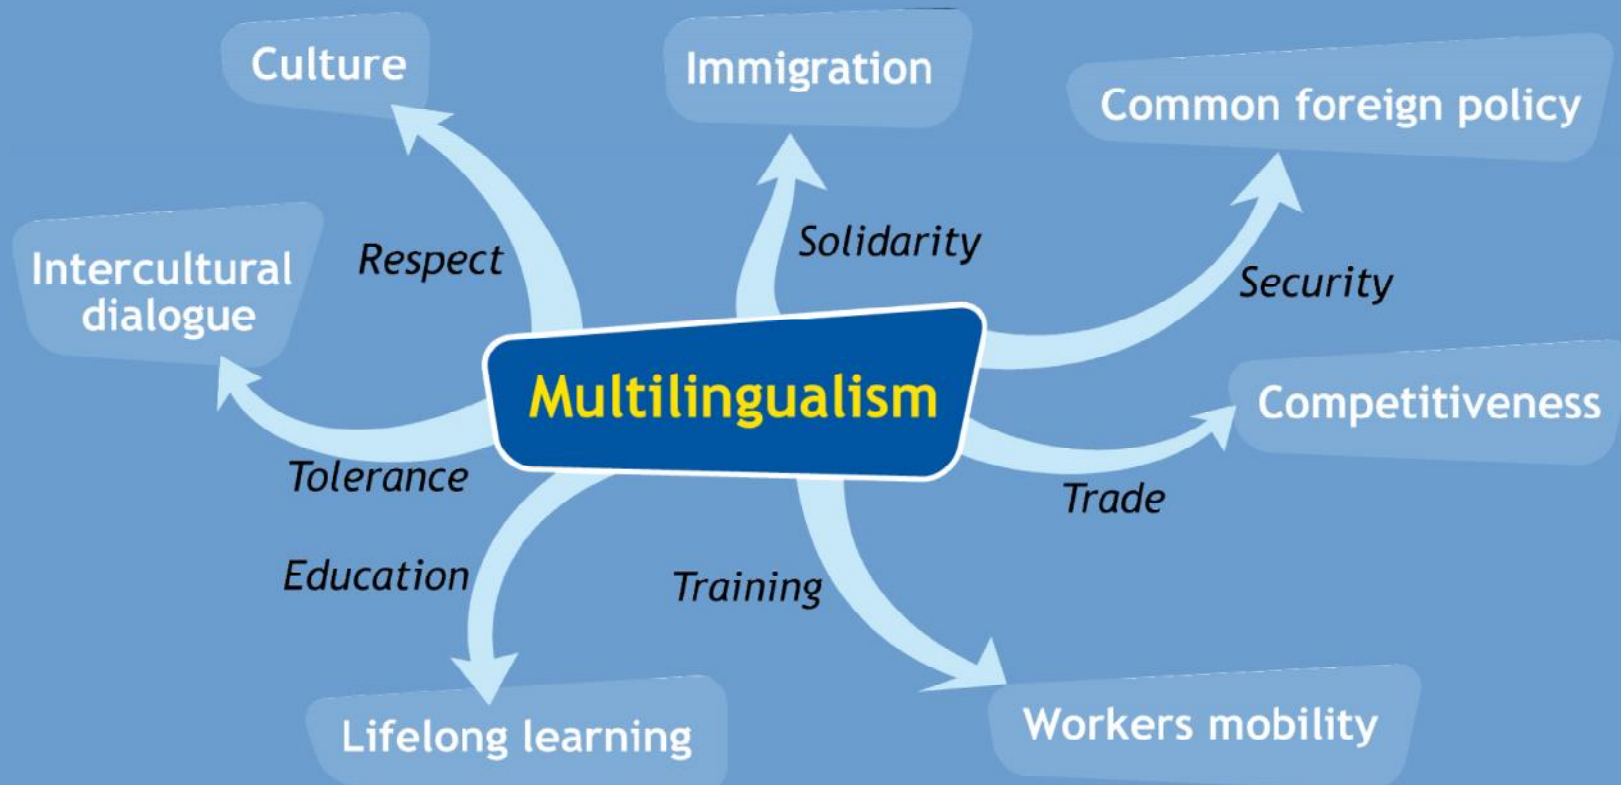 Culture
Immigration
Common foreign policy
Respect
Solidarity
Security
Intercultural
dialogue
Multilingualism
Competitiveness
Tolerance
Trade
Education
Training
Lifelong learning
Workers mobility